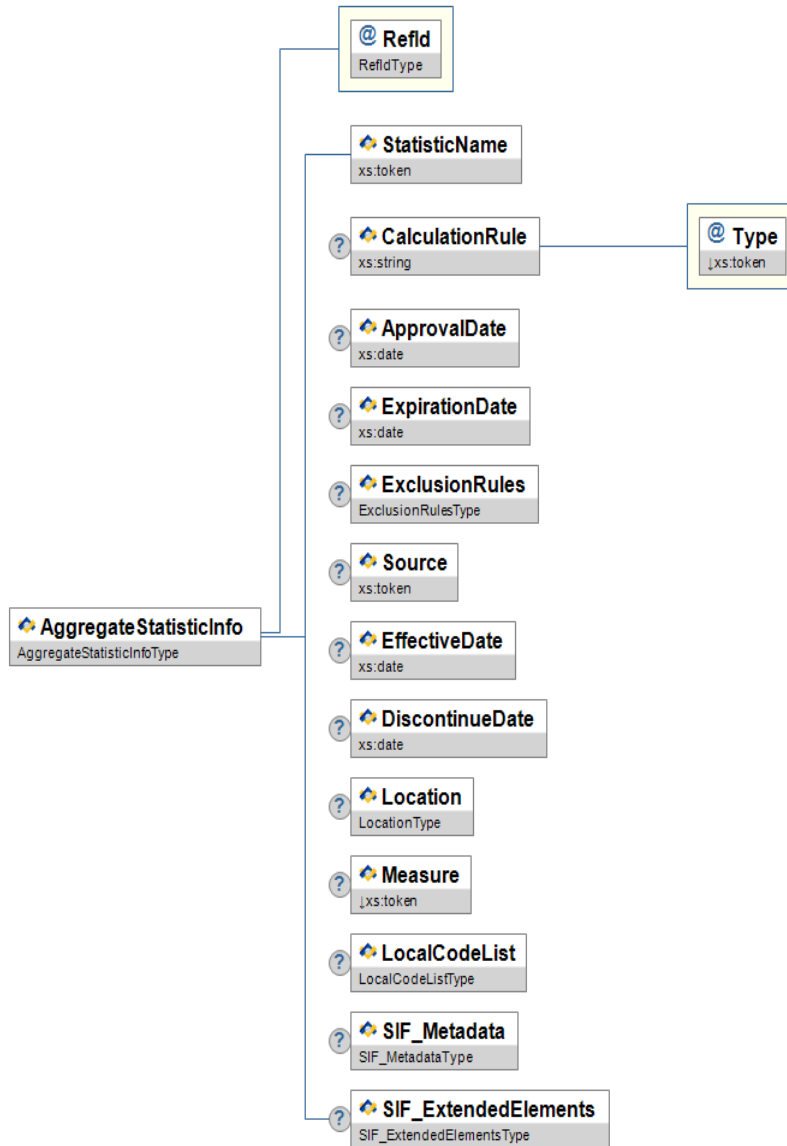 @ RefId
RefIdType
StatisticName
xs:token
? CalculationRule
xs:string
@ Type
↓xs:token
? ApprovalDate
xs:date
? ExpirationDate
xs:date
? ExclusionRules
ExclusionRulesType
? Source
xs:token
AggregateStatisticInfo
AggregateStatisticInfoType
? EffectiveDate
xs:date
? DiscontinueDate
xs:date
? Location
LocationType
? Measure
↓xs:token
? LocalCodeList
LocalCodeListType
? SIF_Metadata
SIF_MetadataType
? SIF_ExtendedElements
SIF_ExtendedElementsType